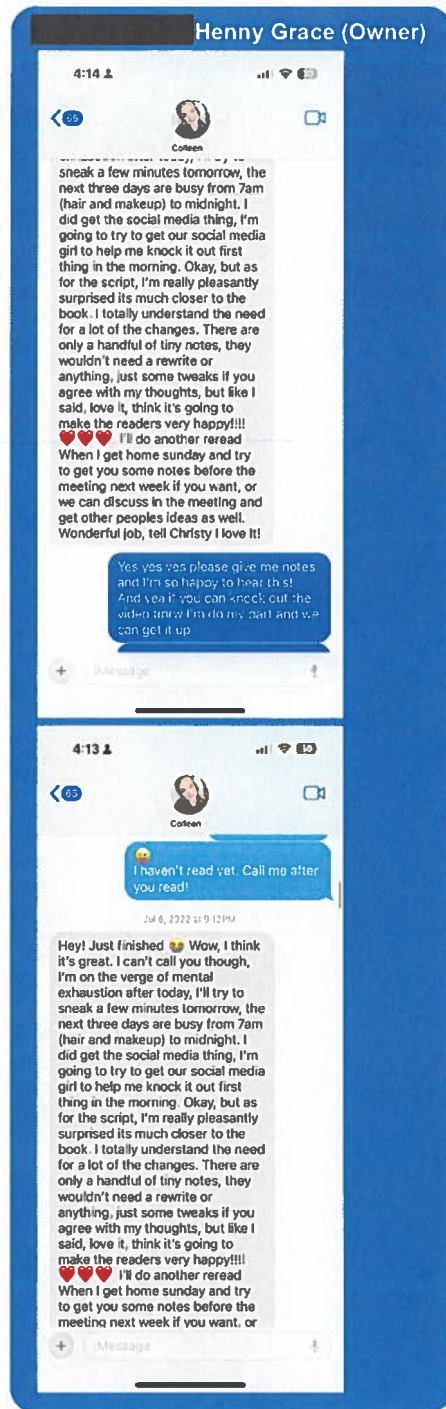 Henny Grace (Owner)
4:14
65
Colleen
sneak a few minutes tomorrow, the
next three days are busy from 7am
(hair and makeup) to midnight. I
did get the social media thing, I'm
going to try to get our social media
girl to help me knock it out first
thing in the morning. Okay, but as
for the script, I'm really pleasantly
surprised its much closer to the
book. I totally understand the need
for a lot of the changes. There are
only a handful of tiny notes, they
wouldn't need a rewrite or
anything, just some tweaks if you
agree with my thoughts, but like I
said, love it, think it's going to
make the readers very happy!!!!
❤️❤️❤️ I'll do another reread
When I get home sunday and try
to get you some notes before the
meeting next week if you want, or
we can discuss in the meeting and
get other peoples ideas as well.
Wonderful job, tell Christy I love it!
Yes yes yes please give me notes
and I'm so happy to hear this!
And yea if you can knock out the
video tmrw I'm do my part and we
can get it up
iMessage
4:13
65
Colleen
I haven't read yet. Call me after
you read!
Jul 6, 2022 at 9:12PM
Hey! Just finished 😭 Wow, I think
it's great. I can't call you though,
I'm on the verge of mental
exhaustion after today, I'll try to
sneak a few minutes tomorrow, the
next three days are busy from 7am
(hair and makeup) to midnight. I
did get the social media thing, I'm
going to try to get our social media
girl to help me knock it out first
thing in the morning. Okay, but as
for the script, I'm really pleasantly
surprised its much closer to the
book. I totally understand the need
for a lot of the changes. There are
only a handful of tiny notes, they
wouldn't need a rewrite or
anything, just some tweaks if you
agree with my thoughts, but like I
said, love it, think it's going to
make the readers very happy!!!!
❤️❤️❤️ I'll do another reread
When I get home sunday and try
to get you some notes before the
meeting next week if you want, or
iMessage